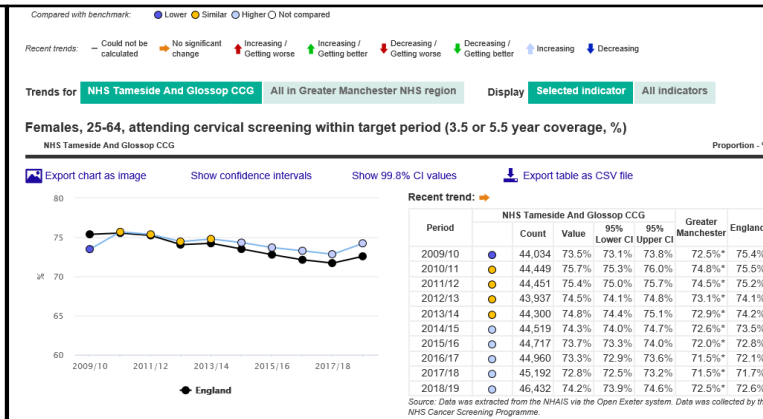 Compared with benchmark: Lower Similar Higher Not compared
Recent trends: – Could not be calculated No significant change Increasing / Getting worse Increasing / Getting better Decreasing / Getting worse Decreasing / Getting better Increasing Decreasing
Trends for NHS Tameside And Glossop CCG All in Greater Manchester NHS region Display Selected indicator All indicators
Females, 25-64, attending cervical screening within target period (3.5 or 5.5 year coverage, %)
NHS Tameside And Glossop CCG Proportion - %
Export chart as image Show confidence intervals Show 99.8% CI values Export table as CSV file
80
75
%
70
65
60
2009/10 2011/12 2013/14 2015/16 2017/18
England
Recent trend:
Period NHS Tameside And Glossop CCG Greater Manchester England
Count Value 95% Lower CI 95% Upper CI
2009/10 44,034 73.5% 73.1% 73.8% 72.5%* 75.4%
2010/11 44,449 75.7% 75.3% 76.0% 74.8%* 75.5%
2011/12 44,451 75.4% 75.0% 75.7% 74.5%* 75.2%
2012/13 43,937 74.5% 74.1% 74.8% 73.1%* 74.1%
2013/14 44,300 74.8% 74.4% 75.1% 72.9%* 74.2%
2014/15 44,519 74.3% 74.0% 74.7% 72.6%* 73.5%
2015/16 44,717 73.7% 73.3% 74.0% 72.0%* 72.8%
2016/17 44,960 73.3% 72.9% 73.6% 71.5%* 72.1%
2017/18 45,192 72.8% 72.5% 73.2% 71.5%* 71.7%
2018/19 46,432 74.2% 73.9% 74.6% 72.5%* 72.6%
Source: Data was extracted from the NHAIS via the Open Exeter system. Data was collected by the
NHS Cancer Screening Programme.